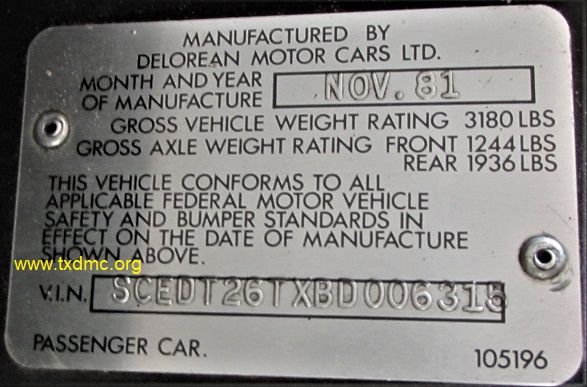 MANUFACTURED BY
DELOREAN MOTOR CARS LTD.
MONTH AND YEAR
OF MANUFACTURE NOV. 81
GROSS VEHICLE WEIGHT RATING 3180 LBS
GROSS AXLE WEIGHT RATING FRONT 1244 LBS
REAR 1936 LBS
THIS VEHICLE CONFORMS TO ALL
APPLICABLE FEDERAL MOTOR VEHICLE
SAFETY AND BUMPER STANDARDS IN
EFFECT ON THE DATE OF MANUFACTURE
SHOWN ABOVE.
www.txdmc.org
V.I.N. SCEDT26TXBD006315
PASSENGER CAR. 105196